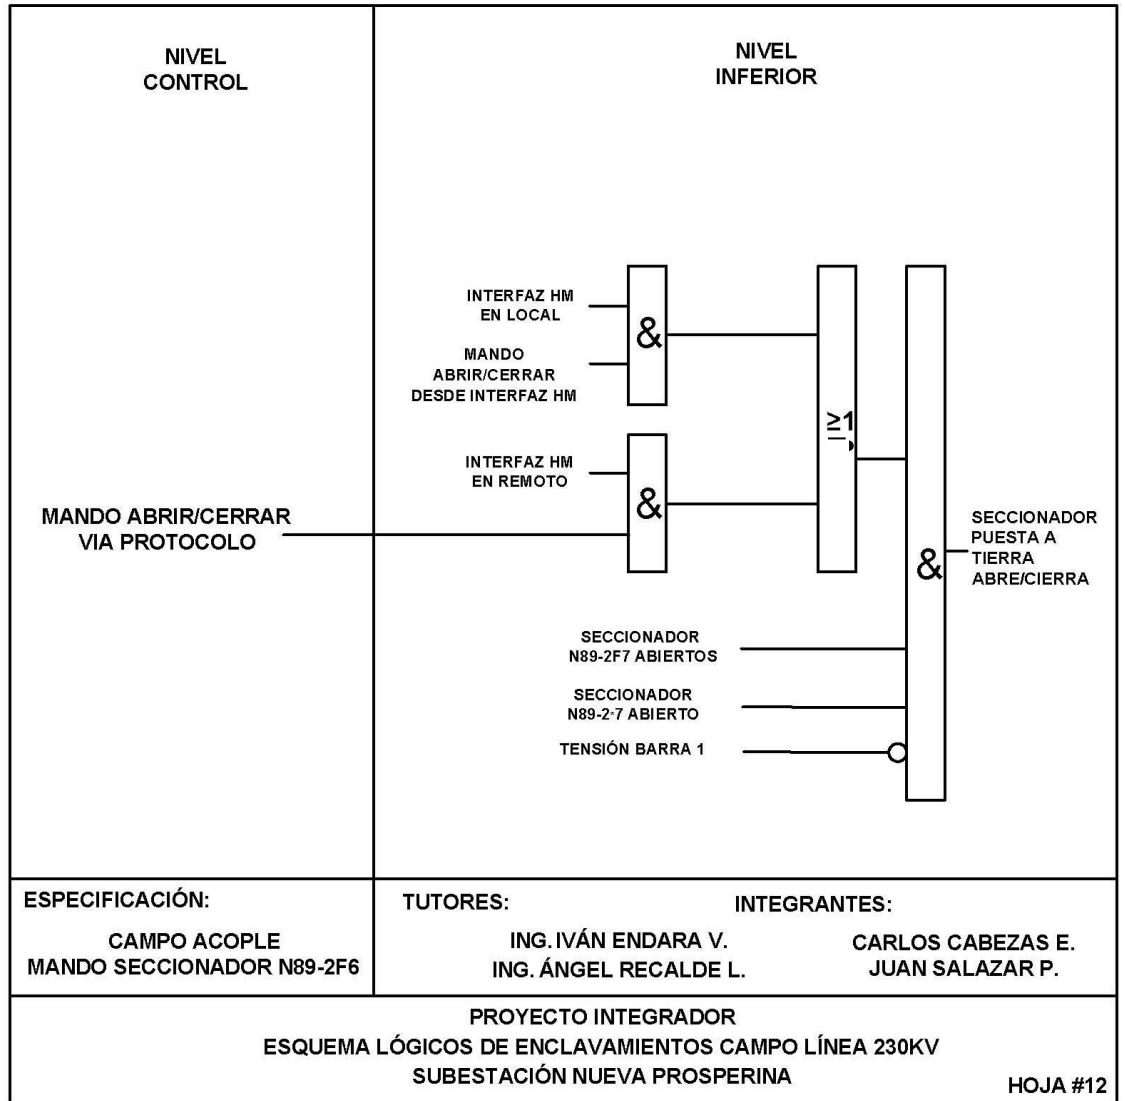 NIVEL
CONTROL
NIVEL
INFERIOR
INTERFAZ HM
EN LOCAL
MANDO
ABRIR/CERRAR
DESDE INTERFAZ HM
&
INTERFAZ HM
EN REMOTO
&
≥1
MANDO ABRIR/CERRAR
VIA PROTOCOLO
&
SECCIONADOR
PUESTA A
TIERRA
ABRE/CIERRA
SECCIONADOR
N89-2F7 ABIERTOS
SECCIONADOR
N89-2*7 ABIERTO
TENSIÓN BARRA 1
ESPECIFICACIÓN:
CAMPO ACOPLE
MANDO SECCIONADOR N89-2F6
TUTORES:
ING. IVÁN ENDARA V.
ING. ÁNGEL RECALDE L.
INTEGRANTES:
CARLOS CABEZAS E.
JUAN SALAZAR P.
PROYECTO INTEGRADOR
ESQUEMA LÓGICOS DE ENCLAVAMIENTOS CAMPO LÍNEA 230KV
SUBESTACIÓN NUEVA PROSPERINA
HOJA #12